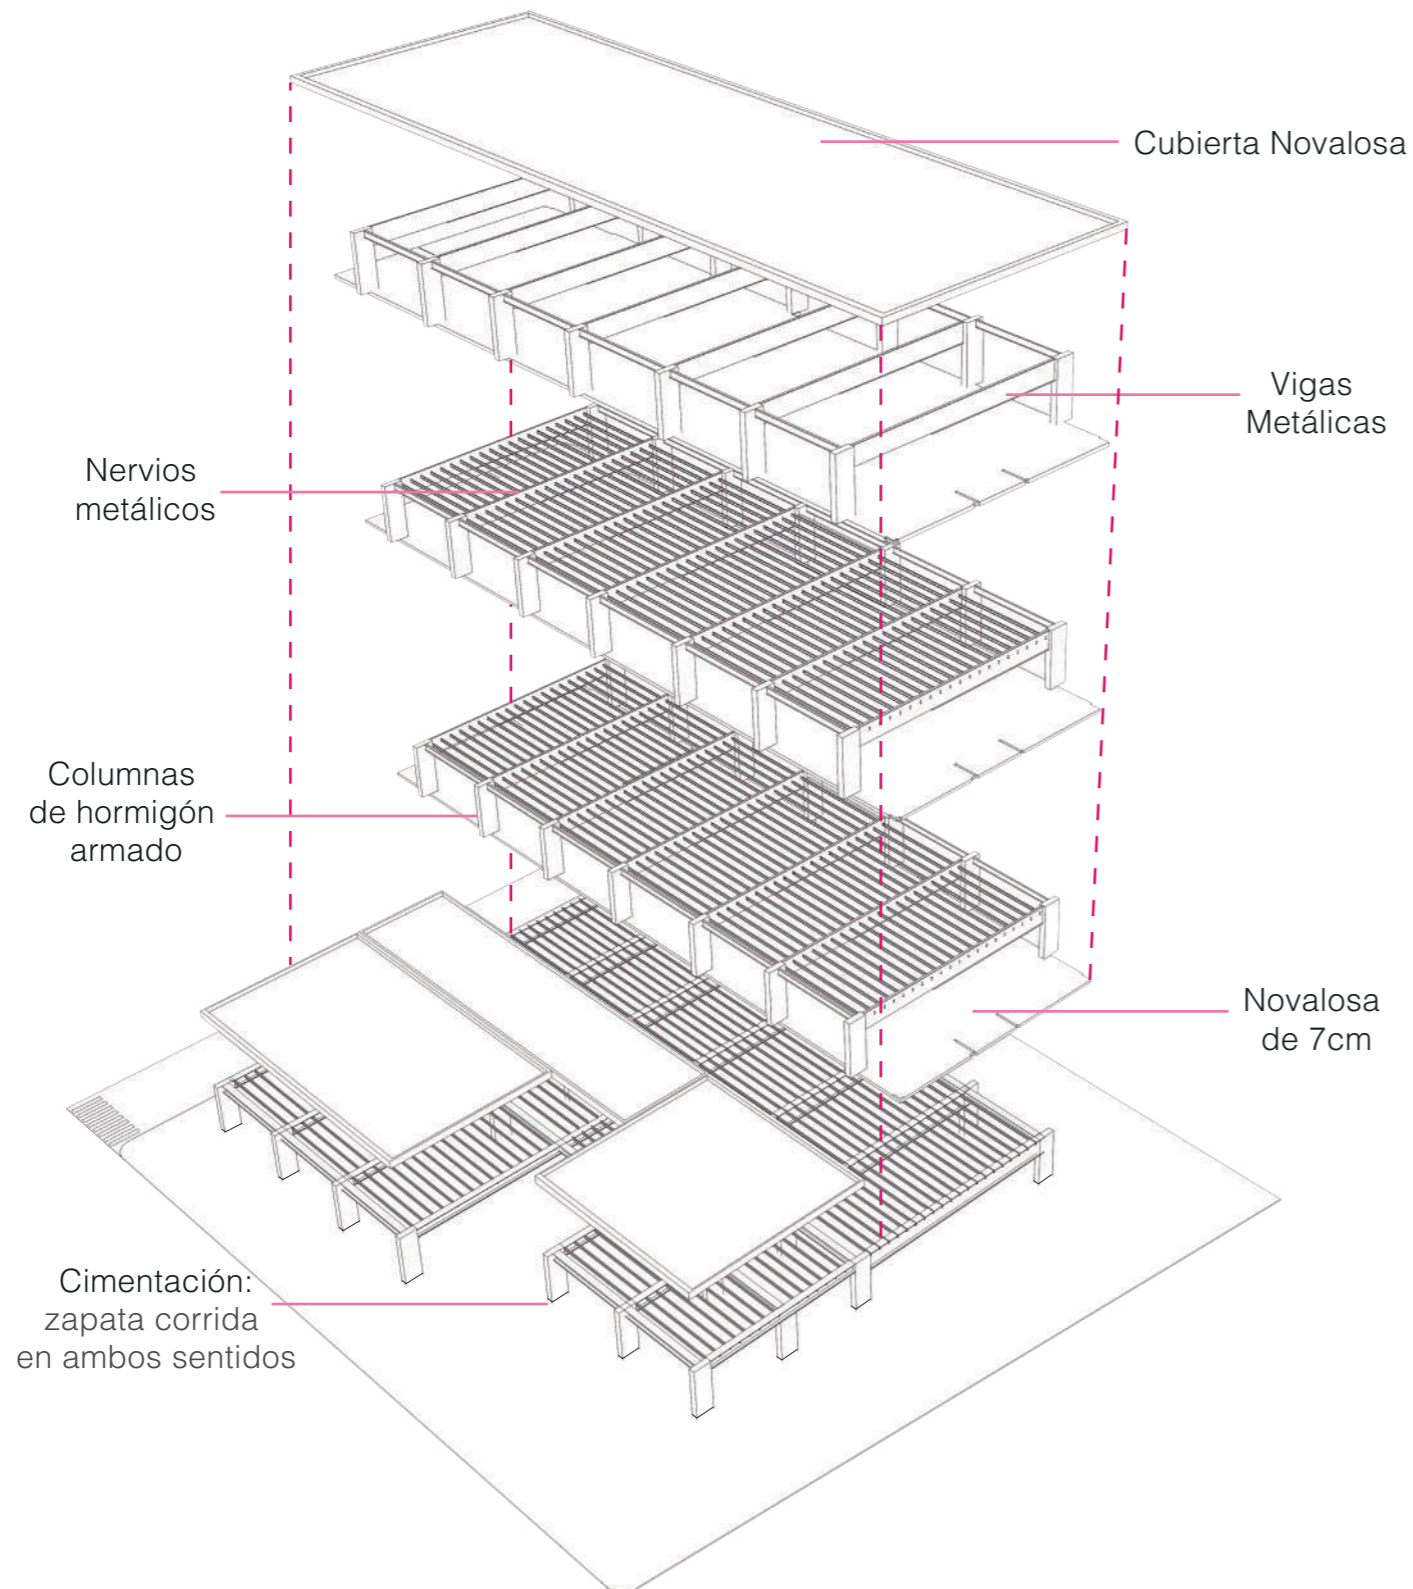 Cubierta Novalosa
Vigas
Metálicas
Nervios
metálicos
Columnas
de hormigón
armado
Novalosa
de 7cm
Cimentación:
zapata corrida
en ambos sentidos